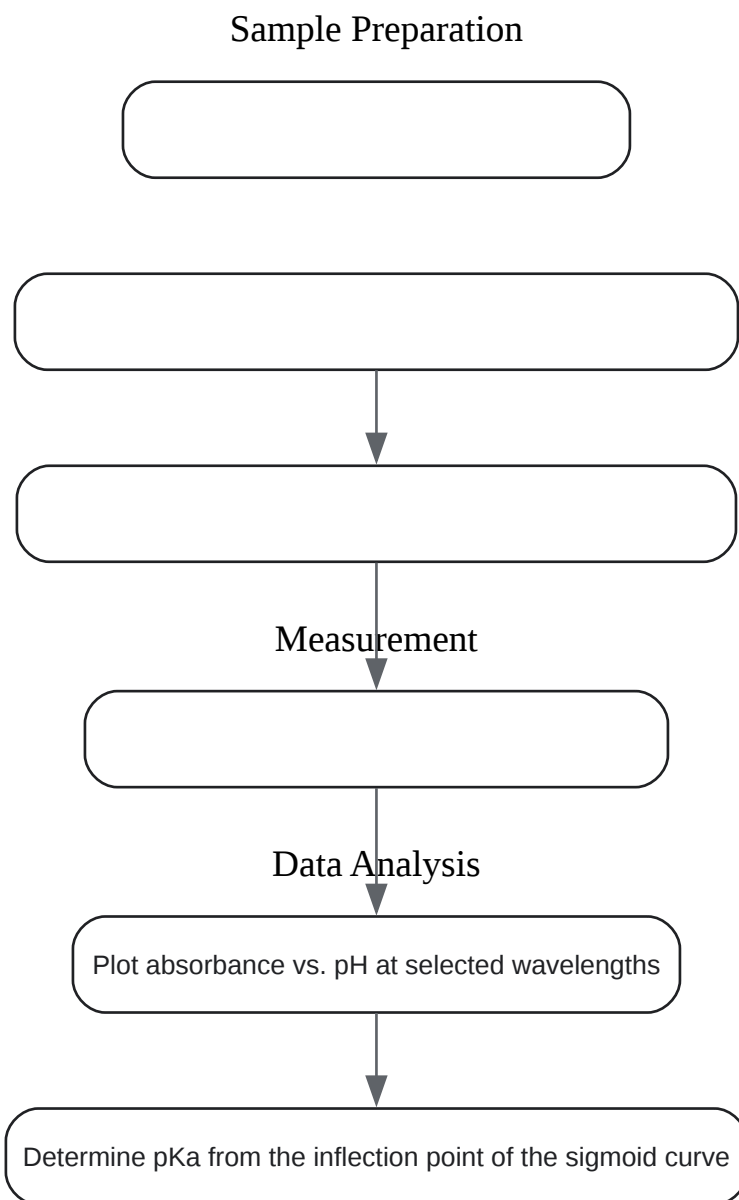 Sample Preparation
Measurement
Data Analysis
Plot absorbance vs. pH at selected wavelengths
Determine pKa from the inflection point of the sigmoid curve